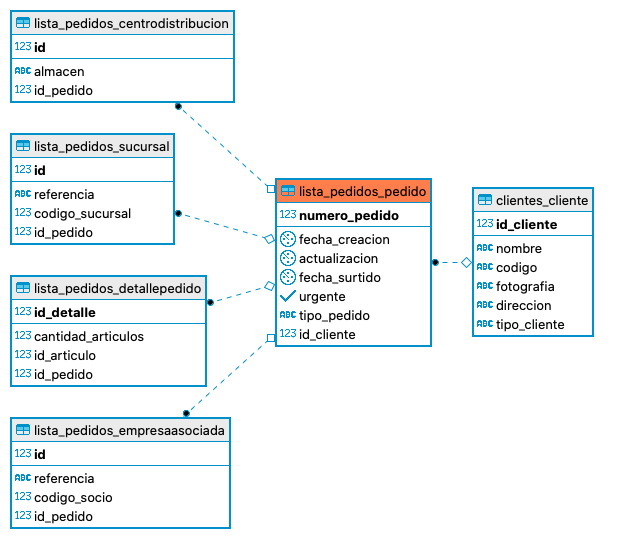 lista_pedidos_centrodistribucion
123 id
ABC almacen
123 id_pedido
lista_pedidos_sucursal
123 id
ABC referencia
123 codigo_sucursal
123 id_pedido
lista_pedidos_detallepedido
123 id_detalle
123 cantidad_articulos
123 id_articulo
123 id_pedido
lista_pedidos_empresaasociada
123 id
ABC referencia
123 codigo_socio
123 id_pedido
lista_pedidos_pedido
123 numero_pedido
fecha_creacion
actualizacion
fecha_surtido
urgente
ABC tipo_pedido
123 id_cliente
clientes_cliente
123 id_cliente
ABC nombre
ABC codigo
ABC fotografia
ABC direccion
ABC tipo_cliente